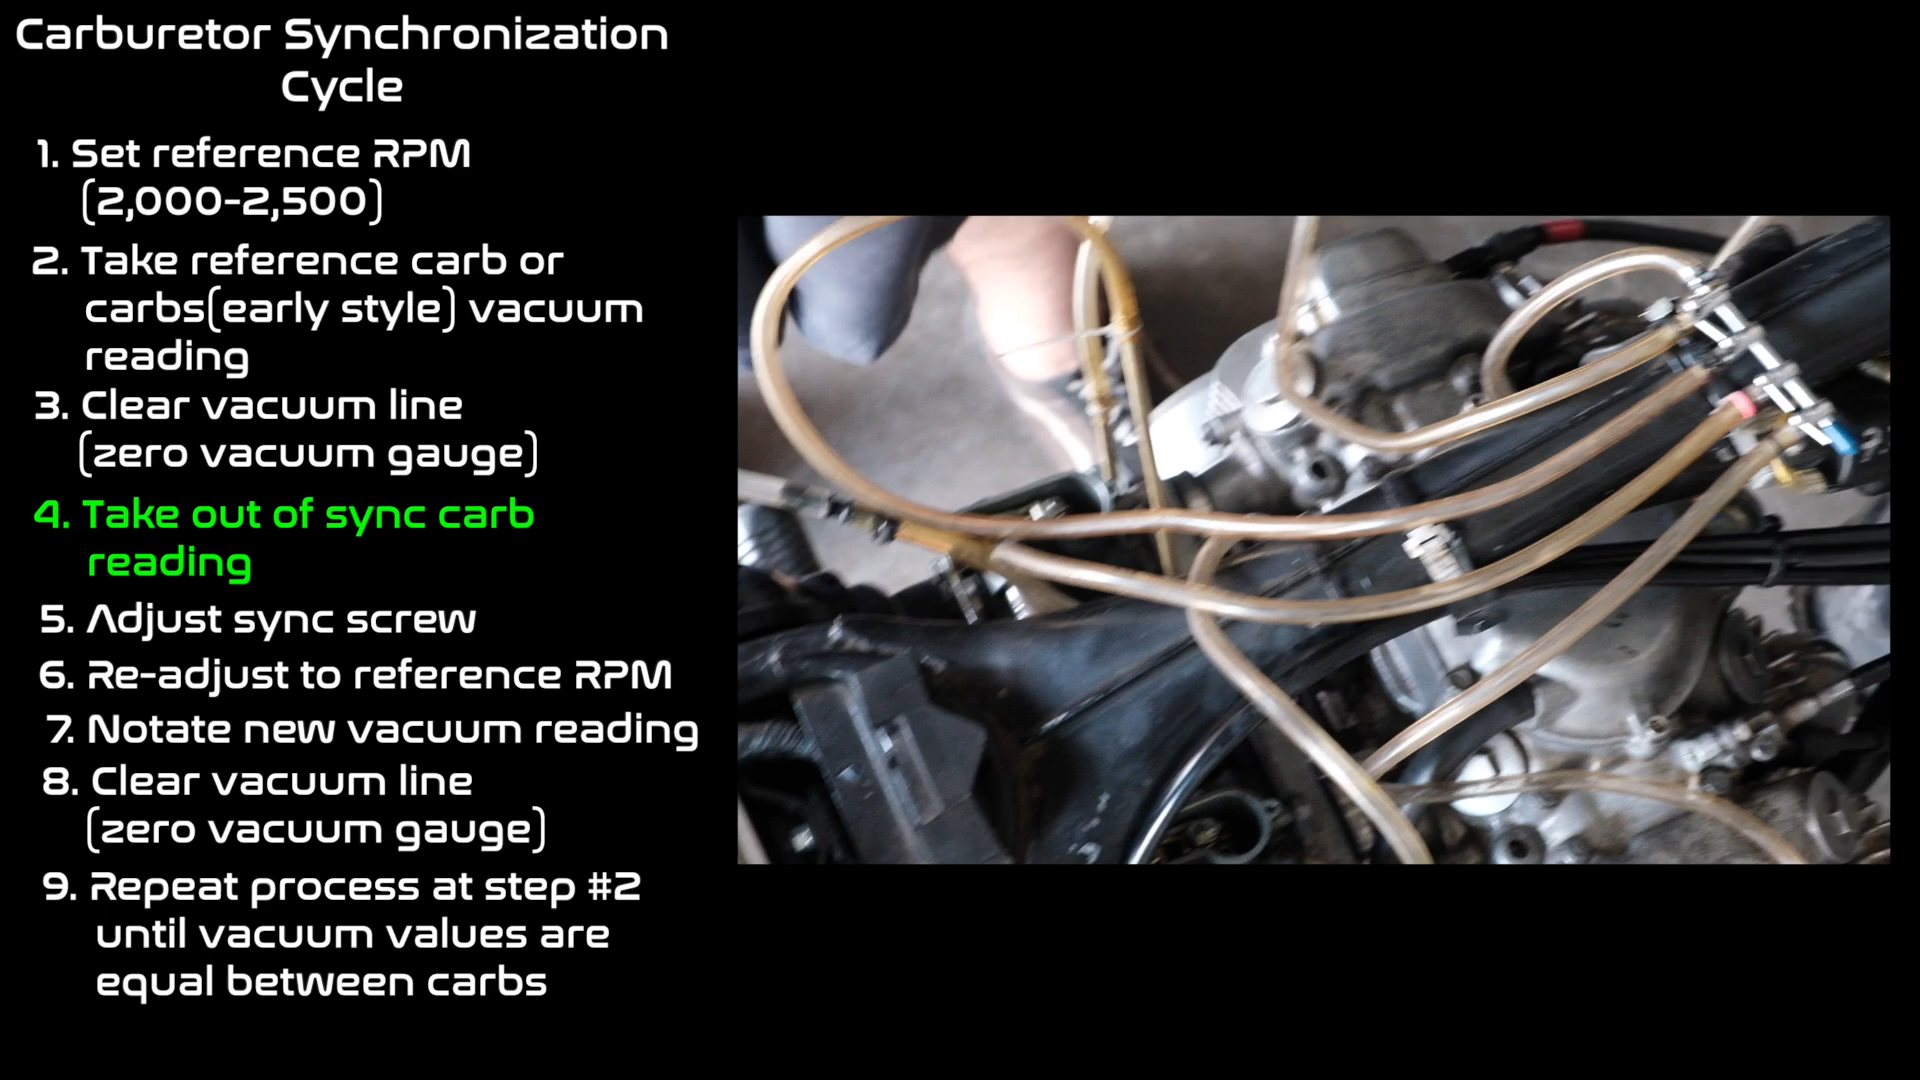 Carburetor Synchronization
Cycle
1. Set reference RPM
(2,000-2,500)
2. Take reference carb or
carbs(early style) vacuum
reading
3. Clear vacuum line
(zero vacuum gauge)
4. Take out of sync carb
reading
5. Adjust sync screw
6. Re-adjust to reference RPM
7. Notate new vacuum reading
8. Clear vacuum line
(zero vacuum gauge)
9. Repeat process at step #2
until vacuum values are
equal between carbs